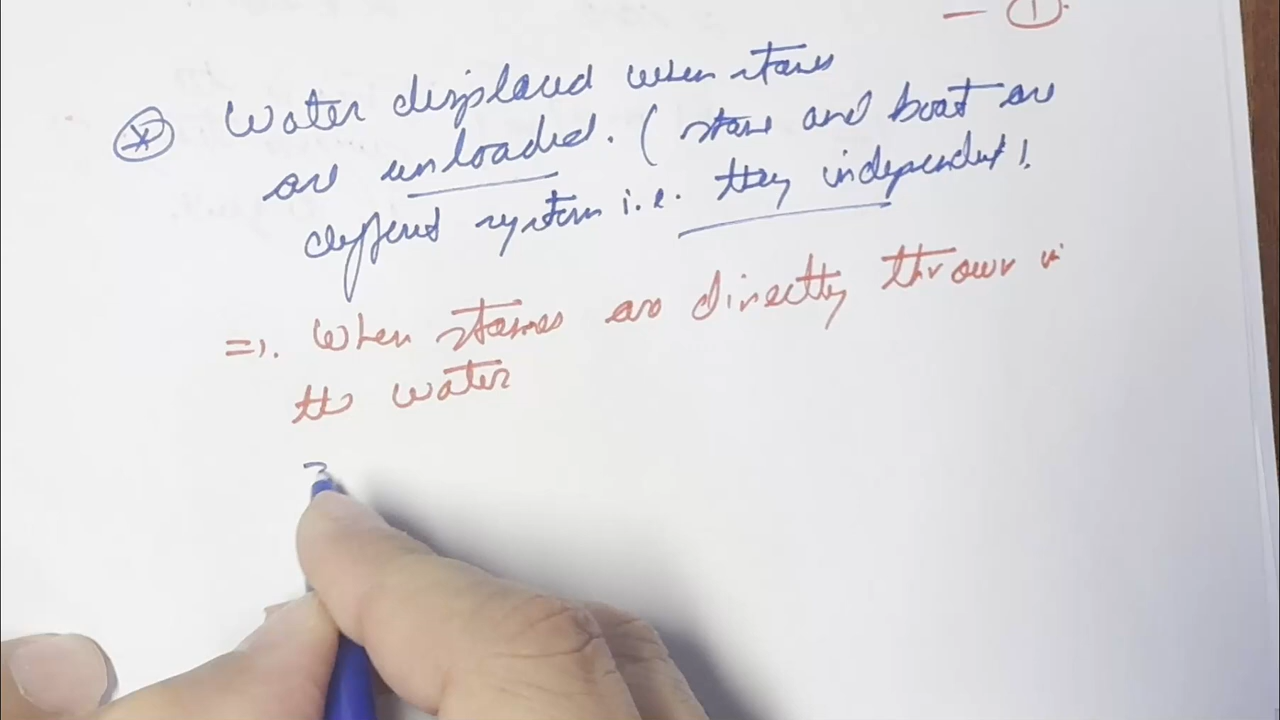 — ①.
Water displaced when stones
are unloaded. ( stone and boat are
different system i.e. they independent ).
⇒. When stones are directly thrown in
the water